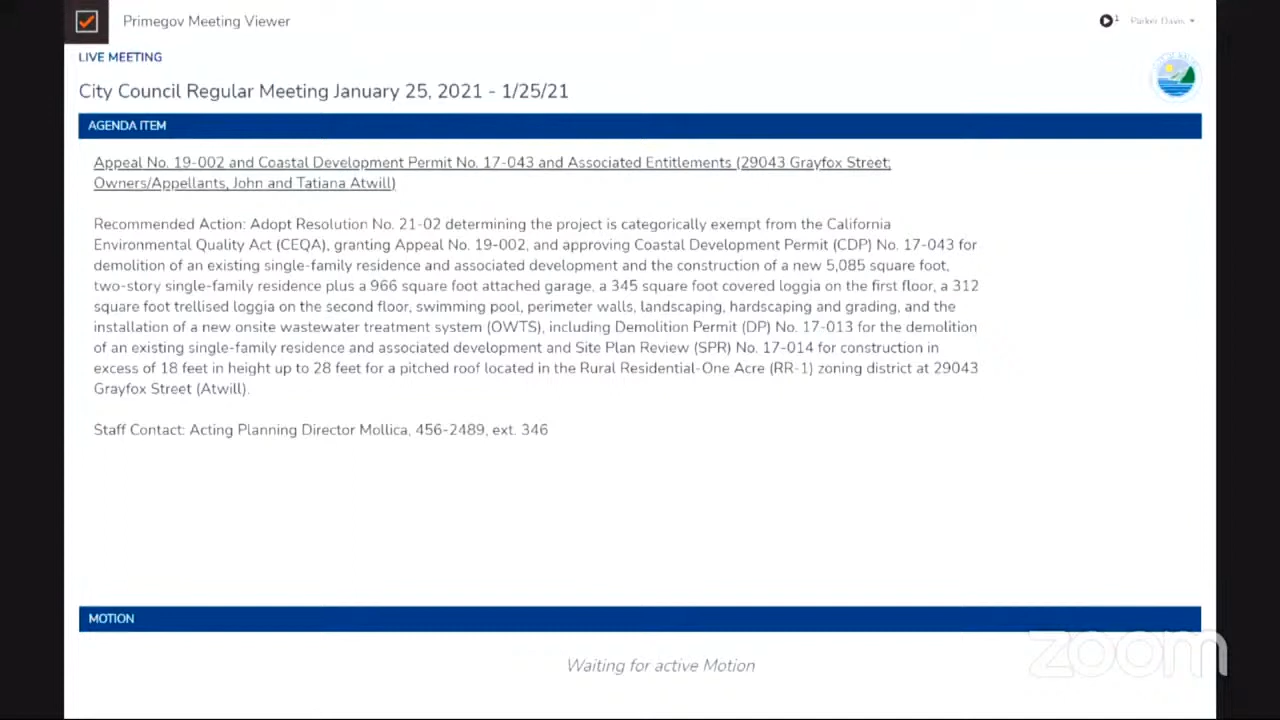 Primegov Meeting Viewer
1
Parker Davis
LIVE MEETING
City Council Regular Meeting January 25, 2021 - 1/25/21
AGENDA ITEM
Appeal No. 19-002 and Coastal Development Permit No. 17-043 and Associated Entitlements (29043 Grayfox Street;
Owners/Appellants, John and Tatiana Atwill)
Recommended Action: Adopt Resolution No. 21-02 determining the project is categorically exempt from the California
Environmental Quality Act (CEQA), granting Appeal No. 19-002, and approving Coastal Development Permit (CDP) No. 17-043 for
demolition of an existing single-family residence and associated development and the construction of a new 5,085 square foot,
two-story single-family residence plus a 966 square foot attached garage, a 345 square foot covered loggia on the first floor, a 312
square foot trellised loggia on the second floor, swimming pool, perimeter walls, landscaping, hardscaping and grading, and the
installation of a new onsite wastewater treatment system (OWTS), including Demolition Permit (DP) No. 17-013 for the demolition
of an existing single-family residence and associated development and Site Plan Review (SPR) No. 17-014 for construction in
excess of 18 feet in height up to 28 feet for a pitched roof located in the Rural Residential-One Acre (RR-1) zoning district at 29043
Grayfox Street (Atwill).
Staff Contact: Acting Planning Director Mollica, 456-2489, ext. 346
MOTION
Waiting for active Motion
zoom